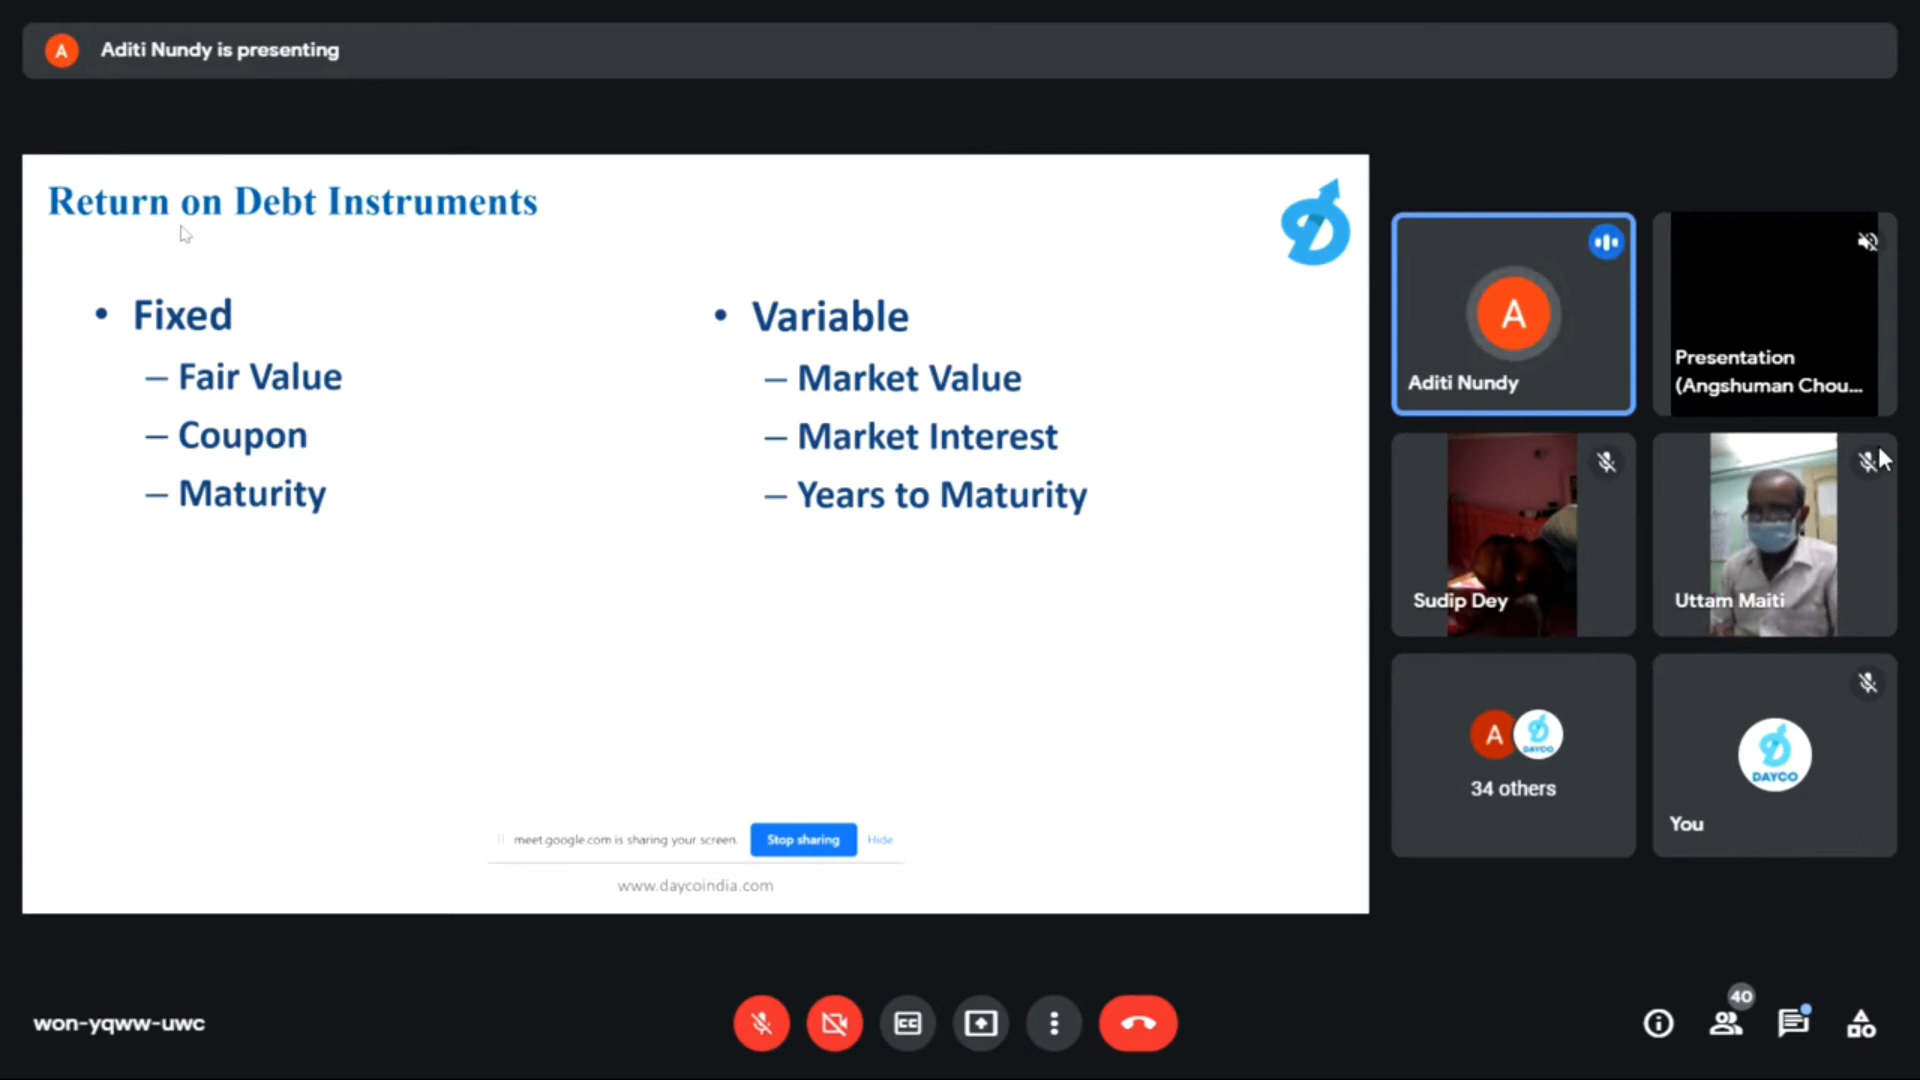 A
Aditi Nundy is presenting
Return on Debt Instruments
• Fixed
– Fair Value
– Coupon
– Maturity
• Variable
– Market Value
– Market Interest
– Years to Maturity
meet.google.com is sharing your screen.
Stop sharing
Hide
www.daycoindia.com
A
Aditi Nundy
Presentation
(Angshuman Chou...
Sudip Dey
Uttam Maiti
A
DAYCO
34 others
DAYCO
You
won-yqww-uwc
CC
40